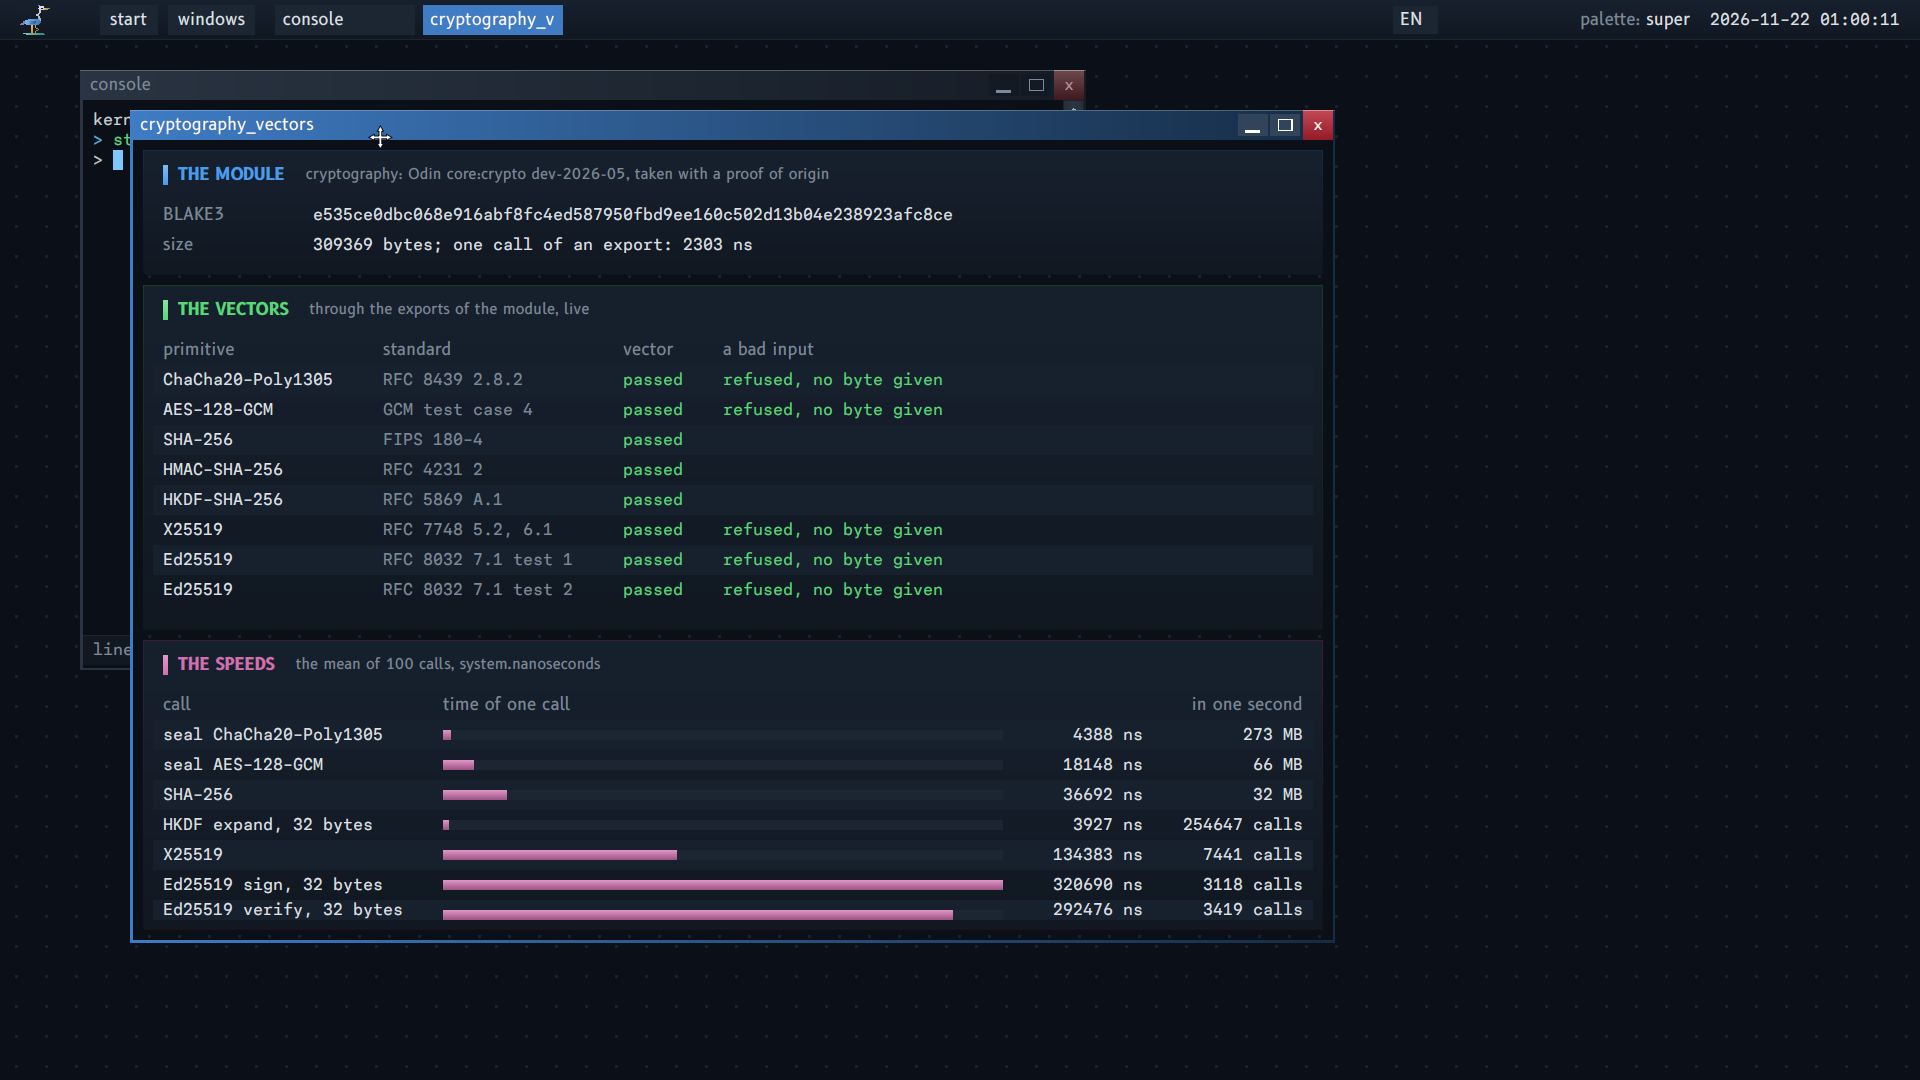 start windows console cryptography_v EN palette: super 2026-11-22 01:00:11
console x
kern
> st
>
line
cryptography_vectors x
THE MODULE cryptography: Odin core:crypto dev-2026-05, taken with a proof of origin
BLAKE3 e535ce0dbc068e916abf8fc4ed587950fbd9ee160c502d13b04e238923afc8ce
size 309369 bytes; one call of an export: 2303 ns
THE VECTORS through the exports of the module, live
primitive standard vector a bad input
ChaCha20-Poly1305 RFC 8439 2.8.2 passed refused, no byte given
AES-128-GCM GCM test case 4 passed refused, no byte given
SHA-256 FIPS 180-4 passed
HMAC-SHA-256 RFC 4231 2 passed
HKDF-SHA-256 RFC 5869 A.1 passed
X25519 RFC 7748 5.2, 6.1 passed refused, no byte given
Ed25519 RFC 8032 7.1 test 1 passed refused, no byte given
Ed25519 RFC 8032 7.1 test 2 passed refused, no byte given
THE SPEEDS the mean of 100 calls, system.nanoseconds
call time of one call in one second
seal ChaCha20-Poly1305 4388 ns 273 MB
seal AES-128-GCM 18148 ns 66 MB
SHA-256 36692 ns 32 MB
HKDF expand, 32 bytes 3927 ns 254647 calls
X25519 134383 ns 7441 calls
Ed25519 sign, 32 bytes 320690 ns 3118 calls
Ed25519 verify, 32 bytes 292476 ns 3419 calls